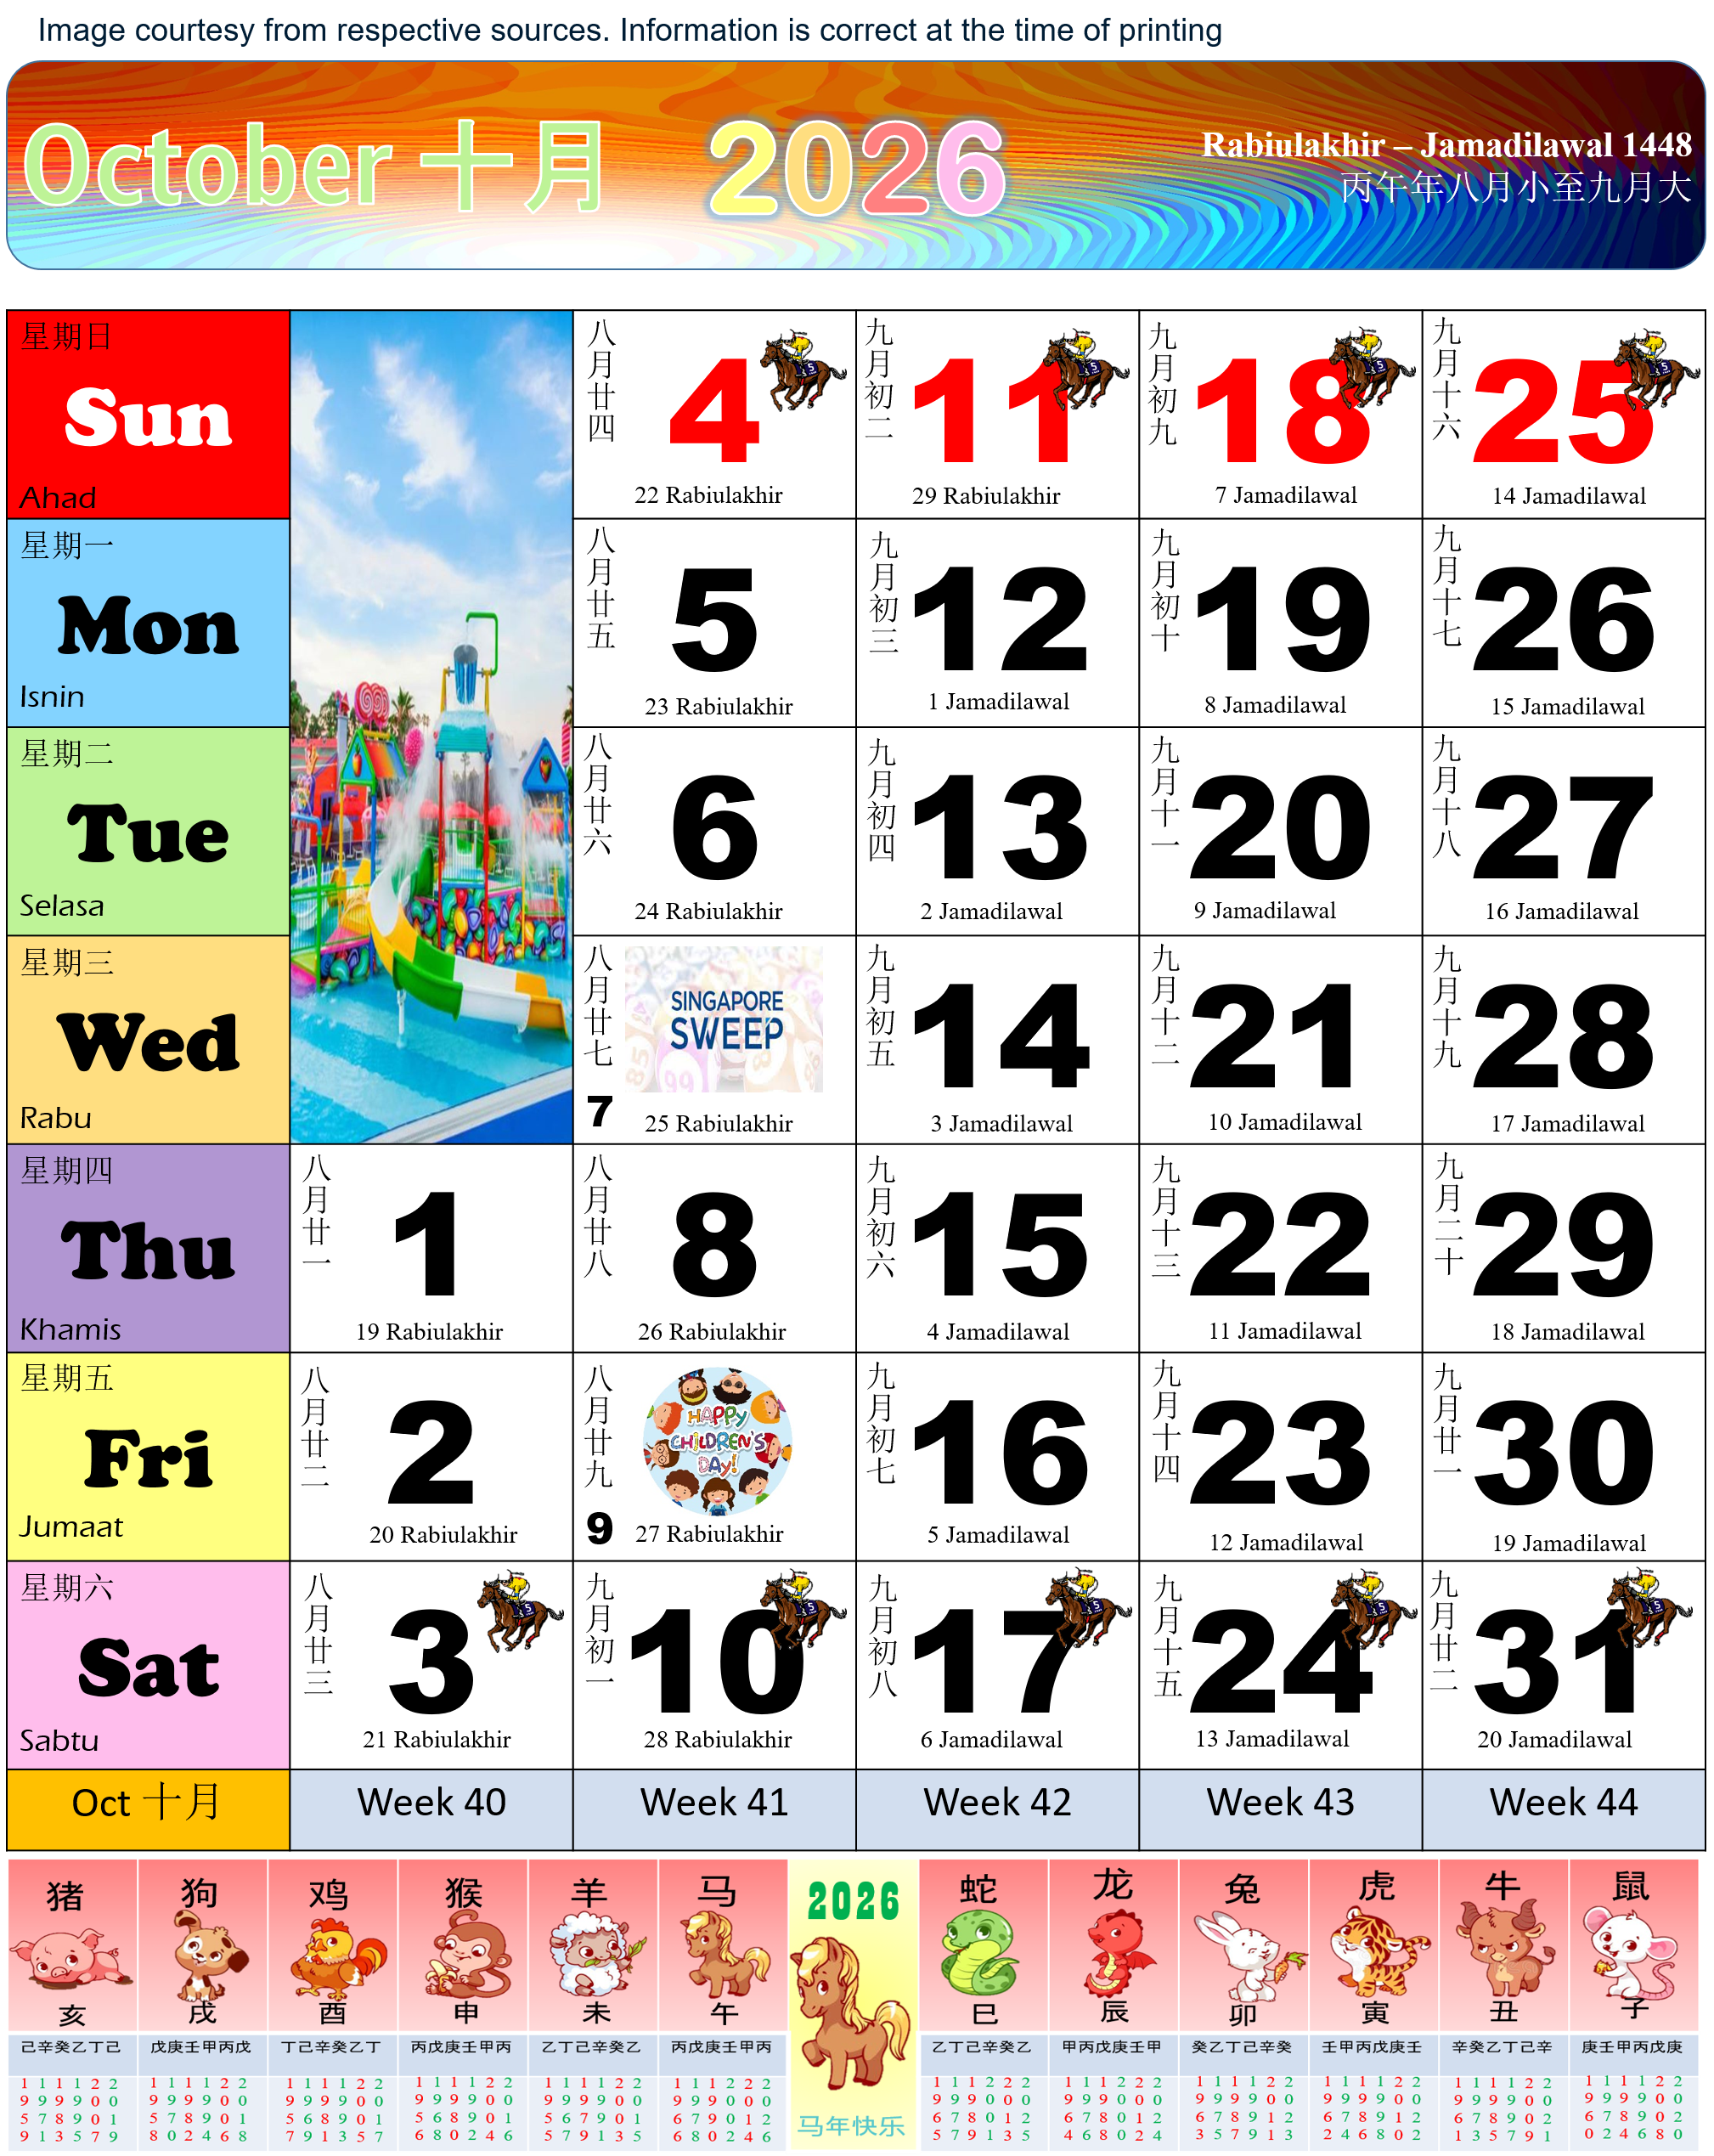 Image courtesy from respective sources. Information is correct at the time of printing
October 十月 2026
Rabiulakhir – Jamadilawal 1448
丙午年八月小至九月大
星期日
Sun
Ahad
八月廿四
4
22 Rabiulakhir
九月初二
11
29 Rabiulakhir
九月初九
18
7 Jamadilawal
九月十六
25
14 Jamadilawal
星期一
Mon
Isnin
八月廿五
5
23 Rabiulakhir
九月初三
12
1 Jamadilawal
九月初十
19
8 Jamadilawal
九月十七
26
15 Jamadilawal
星期二
Tue
Selasa
八月廿六
6
24 Rabiulakhir
九月初四
13
2 Jamadilawal
九月十一
20
9 Jamadilawal
九月十八
27
16 Jamadilawal
星期三
Wed
Rabu
八月廿七
SINGAPORE
SWEEP
7
25 Rabiulakhir
九月初五
14
3 Jamadilawal
九月十二
21
10 Jamadilawal
九月十九
28
17 Jamadilawal
星期四
Thu
Khamis
八月廿一
1
19 Rabiulakhir
八月廿八
8
26 Rabiulakhir
九月初六
15
4 Jamadilawal
九月十三
22
11 Jamadilawal
九月二十
29
18 Jamadilawal
星期五
Fri
Jumaat
八月廿二
2
20 Rabiulakhir
八月廿九
HAPPY
CHILDREN'S
DAY!
9
27 Rabiulakhir
九月初七
16
5 Jamadilawal
九月十四
23
12 Jamadilawal
九月廿一
30
19 Jamadilawal
星期六
Sat
Sabtu
八月廿三
3
21 Rabiulakhir
九月初一
10
28 Rabiulakhir
九月初八
17
6 Jamadilawal
九月十五
24
13 Jamadilawal
九月廿二
31
20 Jamadilawal
Oct 十月
Week 40
Week 41
Week 42
Week 43
Week 44
猪
亥
己辛癸乙丁己
1959 1971 1983 1995 2007 2019
狗
戌
戊庚壬甲丙戊
1958 1970 1982 1994 2006 2018
鸡
酉
丁己辛癸乙丁
1957 1969 1981 1993 2005 2017
猴
申
丙戊庚壬甲丙
1956 1968 1980 1992 2004 2016
羊
未
乙丁己辛癸乙
1955 1967 1979 1991 2003 2015
马
午
丙戊庚壬甲丙
1966 1978 1990 2002 2014 2026
2026
马年快乐
蛇
巳
乙丁己辛癸乙
1965 1977 1989 2001 2013 2025
龙
辰
甲丙戊庚壬甲
1964 1976 1988 2000 2012 2024
兔
卯
癸乙丁己辛癸
1963 1975 1987 1999 2011 2023
虎
寅
壬甲丙戊庚壬
1962 1974 1986 1998 2010 2022
牛
丑
辛癸乙丁己辛
1961 1973 1985 1997 2009 2021
鼠
子
庚壬甲丙戊庚
1960 1972 1984 1996 2008 2020